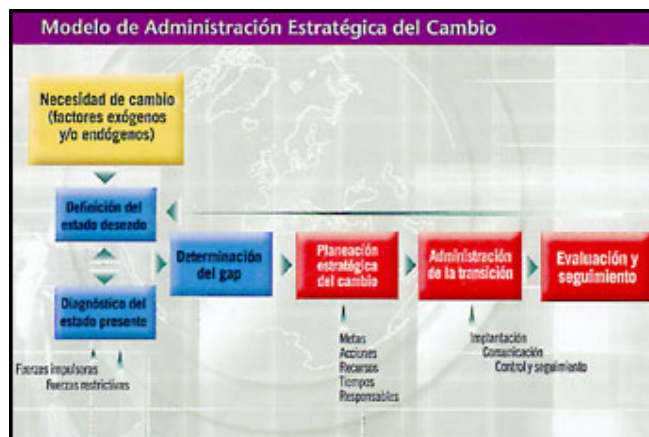 Modelo de Administración Estratégica del Cambio
Necesidad de cambio
(factores exógenos
y/o endógenos)
Definición del
estado deseado
Determinación
del gap
Planeación
estratégica
del cambio
Administración
de la transición
Evaluación y
seguimiento
Diagnóstico del
estado presente
Fuerzas impulsoras
Fuerzas restrictivas
Metas
Acciones
Recursos
Tiempos
Responsables
Implantación
Comunicación
Control y seguimiento